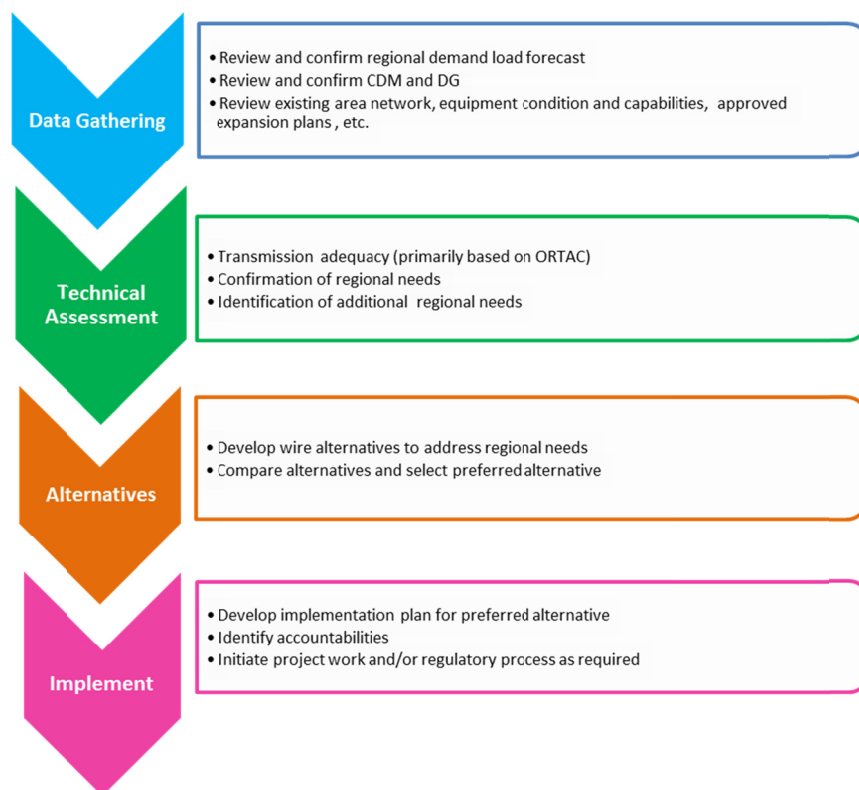 Data Gathering
• Review and confirm regional demand load forecast
• Review and confirm CDM and DG
• Review existing area network, equipment condition and capabilities, approved
expansion plans , etc.
Technical
Assessment
• Transmission adequacy (primarily based on ORTAC)
• Confirmation of regional needs
• Identification of additional regional needs
Alternatives
• Develop wire alternatives to address regional needs
• Compare alternatives and select preferred alternative
Implement
• Develop implementation plan for preferred alternative
• Identify accountabilities
• Initiate project work and/or regulatory process as required